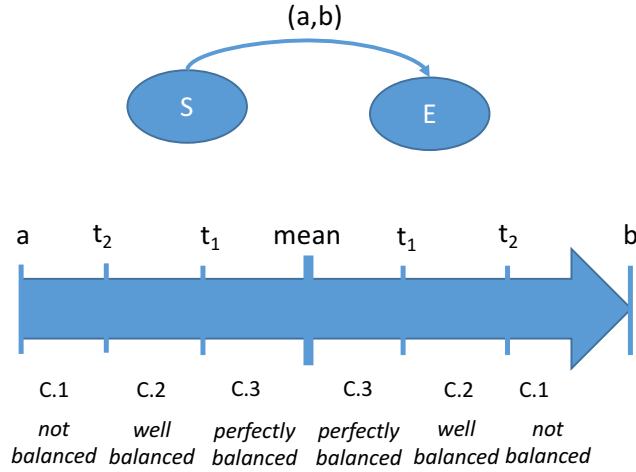 (a,b)
S E
a t₂ t₁ mean t₁ t₂ b
C.1 C.2 C.3 C.3 C.2 C.1
not well perfectly perfectly well not
balanced balanced balanced balanced balanced balanced